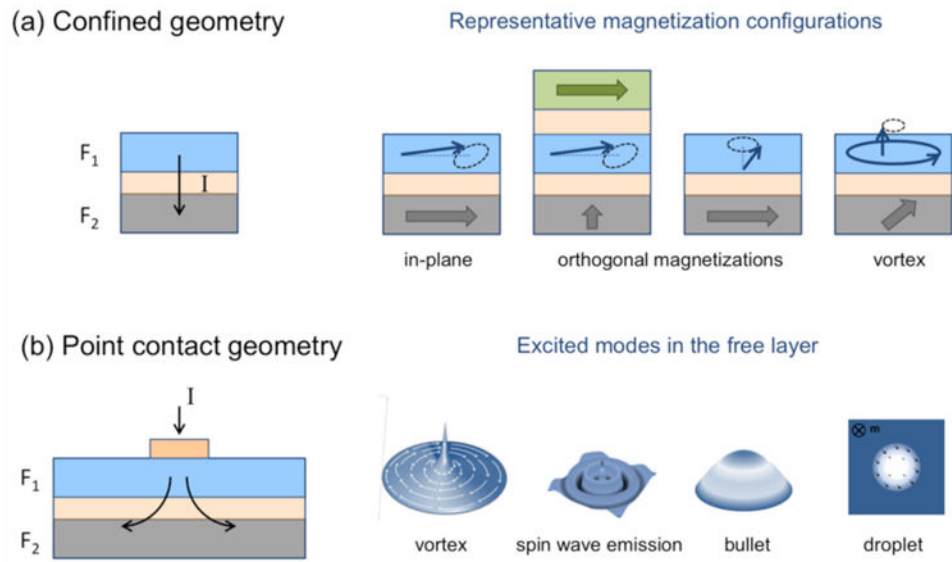 (a) Confined geometry
Representative magnetization configurations
F₁
I
F₂
in-plane
orthogonal magnetizations
vortex
(b) Point contact geometry
Excited modes in the free layer
I
m
F₁
F₂
vortex
spin wave emission
bullet
droplet